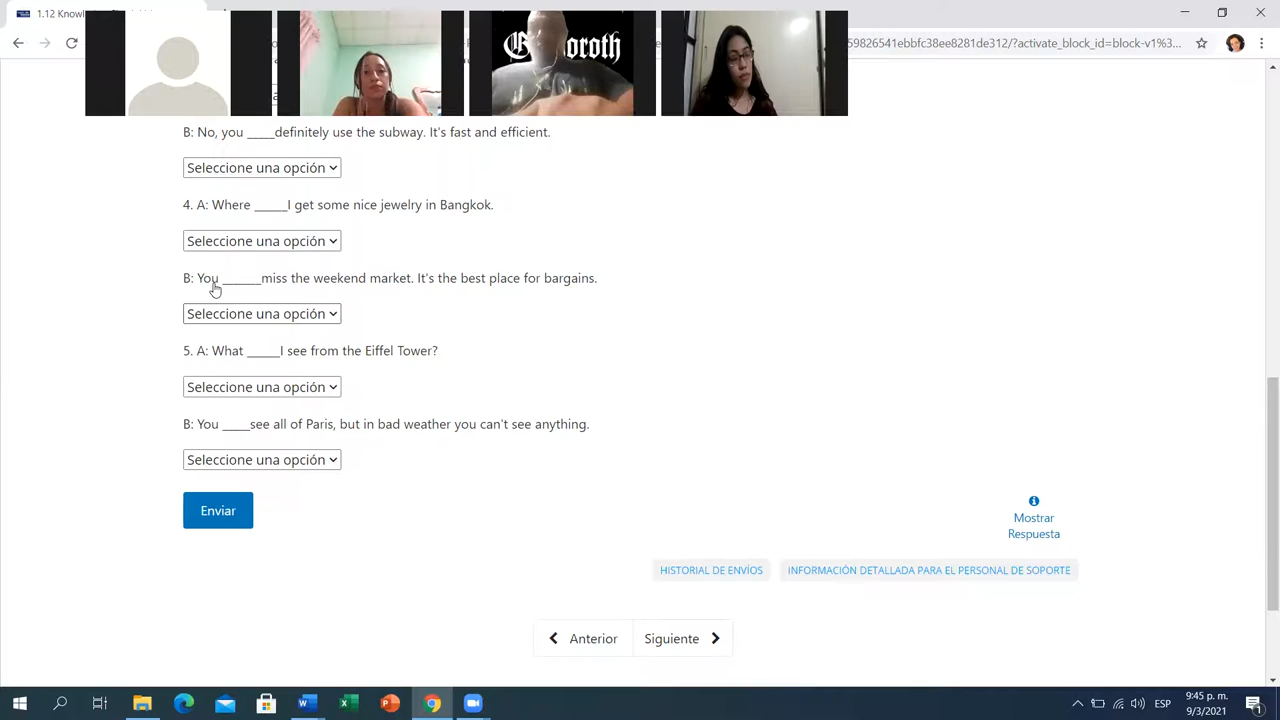 1.12 Knowl
59826541ebbfc38ee8281de312/?activate_block_id=block-v1%3...
B: No, you ____definitely use the subway. It's fast and efficient.
Seleccione una opción
4. A: Where _____I get some nice jewelry in Bangkok.
Seleccione una opción
B: You ______miss the weekend market. It's the best place for bargains.
Seleccione una opción
5. A: What _____I see from the Eiffel Tower?
Seleccione una opción
B: You ____see all of Paris, but in bad weather you can't see anything.
Seleccione una opción
Enviar
Mostrar
Respuesta
HISTORIAL DE ENVÍOS
INFORMACIÓN DETALLADA PARA EL PERSONAL DE SOPORTE
Anterior
Siguiente
ESP
9:45 p. m.
9/3/2021
1